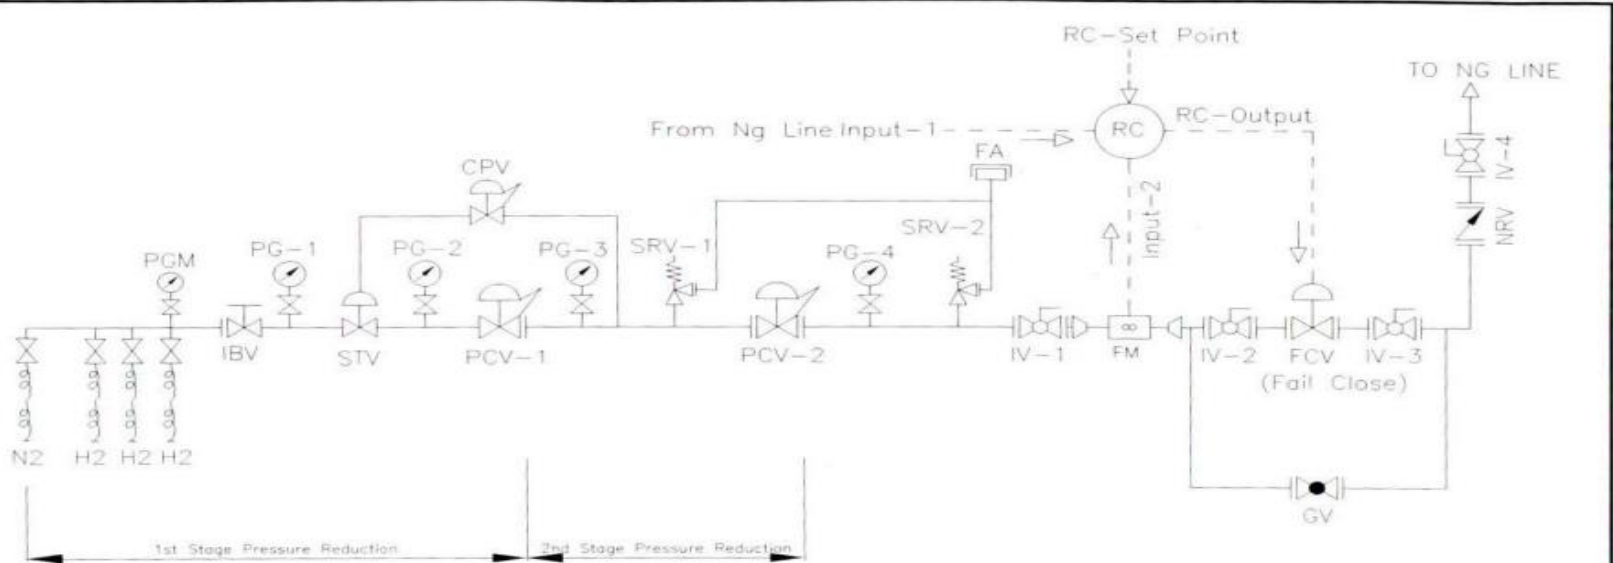 RC-Set Point
TO NG LINE
From Ng Line Input-1
RC
RC-Output
FA
CPV
IV-4
Input-2
PGM
PG-1
PG-2
PG-3
SRV-1
PG-4
SRV-2
NRV
IBV
STV
PCV-1
PCV-2
IV-1
FM
IV-2
FCV
IV-3
(Fail Close)
N2
H2
H2
H2
GV
1st Stage Pressure Reduction
2nd Stage Pressure Reduction